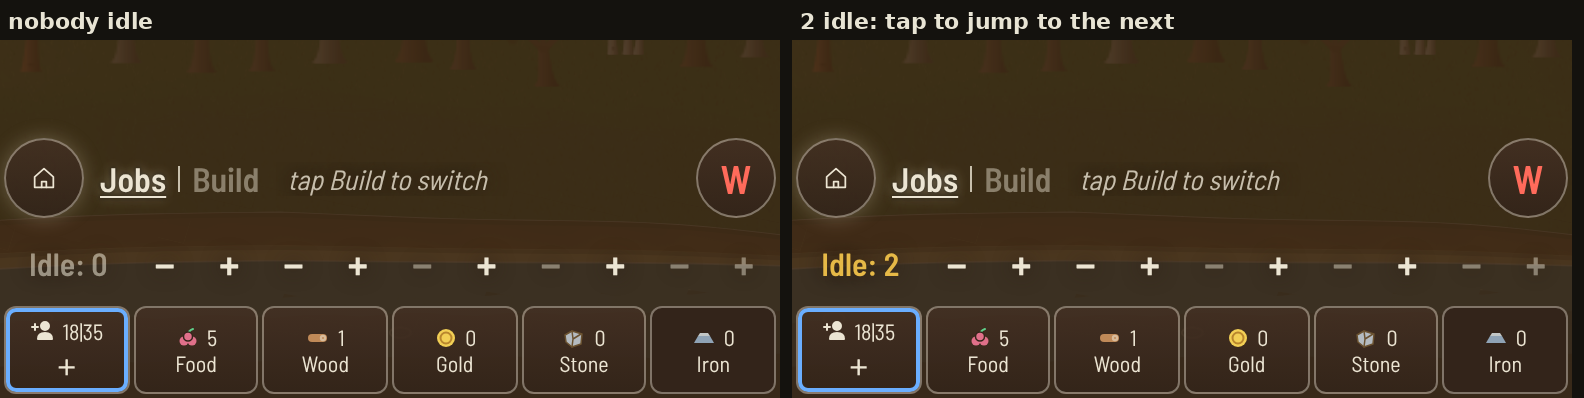 nobody idle
Jobs | Build tap Build to switch W
Idle: 0 − + − + − + − + − +
18|35 5 1 0 0 0
+ Food Wood Gold Stone Iron
2 idle: tap to jump to the next
Jobs | Build tap Build to switch W
Idle: 2 − + − + − + − + − +
18|35 5 1 0 0 0
+ Food Wood Gold Stone Iron